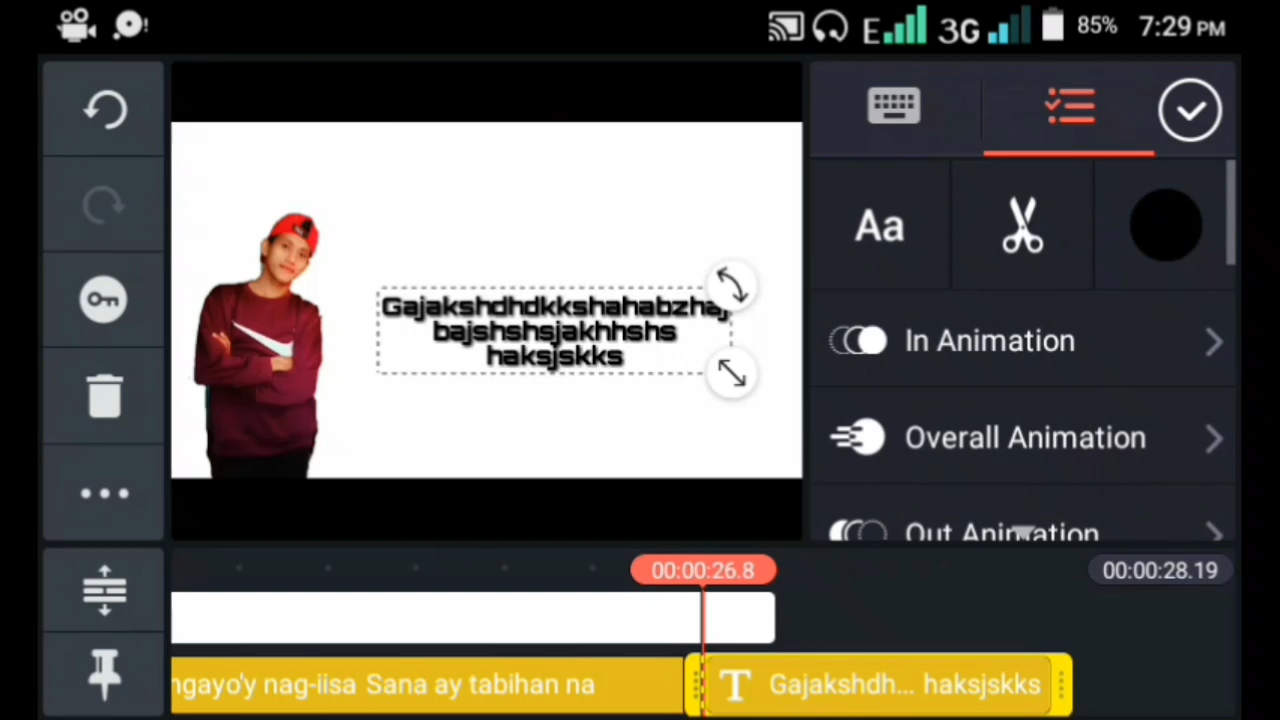 E 3G 85% 7:29 PM
Gajakshdhdkkshahabzhaj
bajshshsjakhhshs
haksjskks
Aa
In Animation
Overall Animation
Out Animation
00:00:26.8
00:00:28.19
ngayo'y nag-iisa Sana ay tabihan na
T Gajakshdh... haksjskks